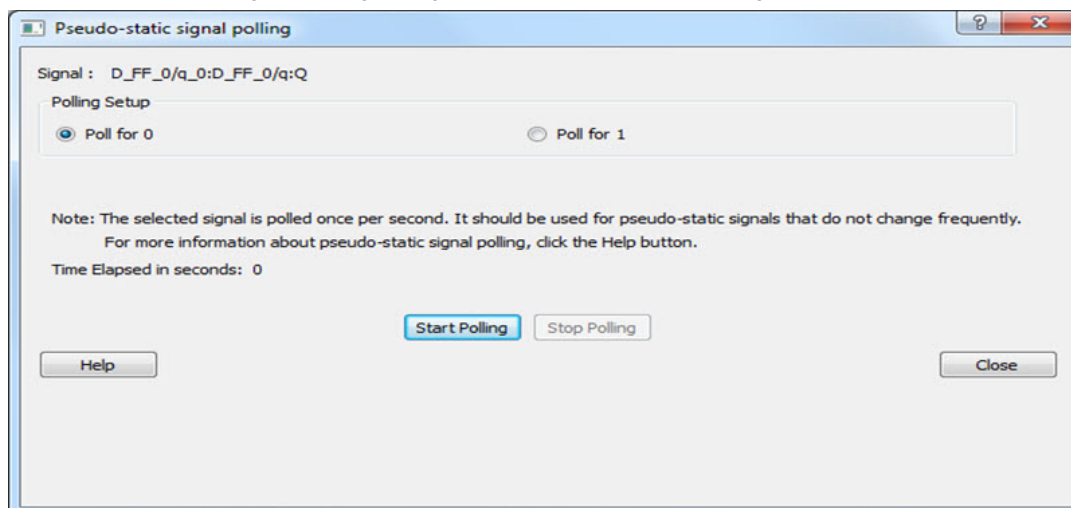 Pseudo-static signal polling
Signal : D_FF_0/q_0:D_FF_0/q:Q
Polling Setup
Poll for 0 Poll for 1
Note: The selected signal is polled once per second. It should be used for pseudo-static signals that do not change frequently.
For more information about pseudo-static signal polling, click the Help button.
Time Elapsed in seconds: 0
Start Polling Stop Polling
Help Close